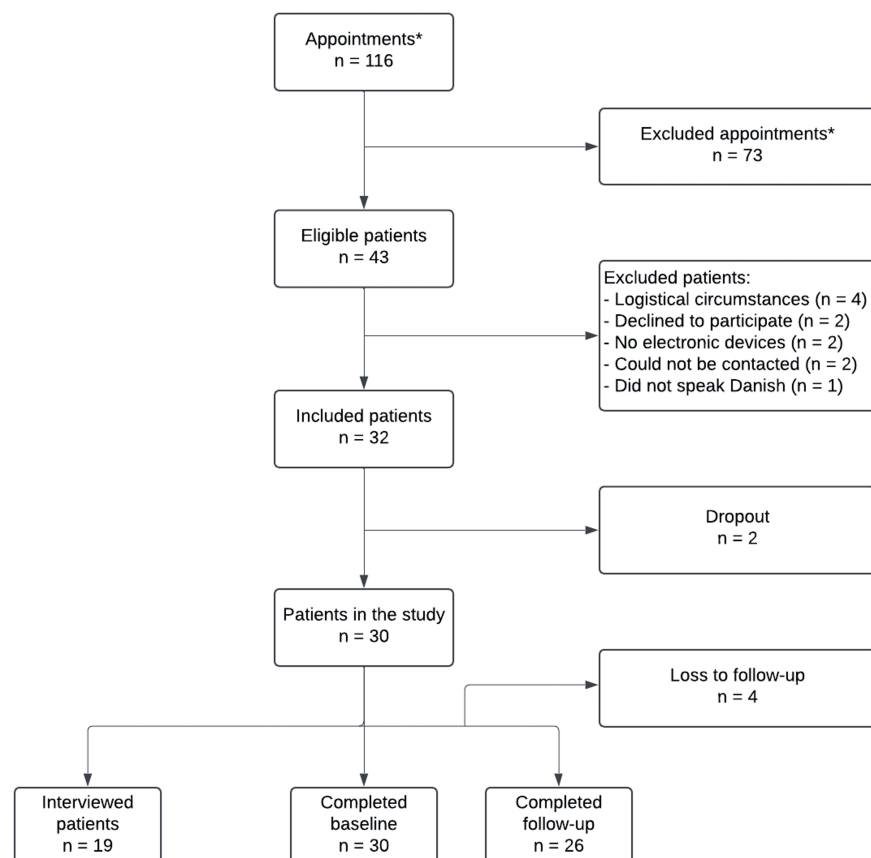 Appointments*
n = 116
Excluded appointments*
n = 73
Eligible patients
n = 43
Excluded patients:
- Logistical circumstances (n = 4)
- Declined to participate (n = 2)
- No electronic devices (n = 2)
- Could not be contacted (n = 2)
- Did not speak Danish (n = 1)
Included patients
n = 32
Dropout
n = 2
Patients in the study
n = 30
Loss to follow-up
n = 4
Interviewed
patients
n = 19
Completed
baseline
n = 30
Completed
follow-up
n = 26